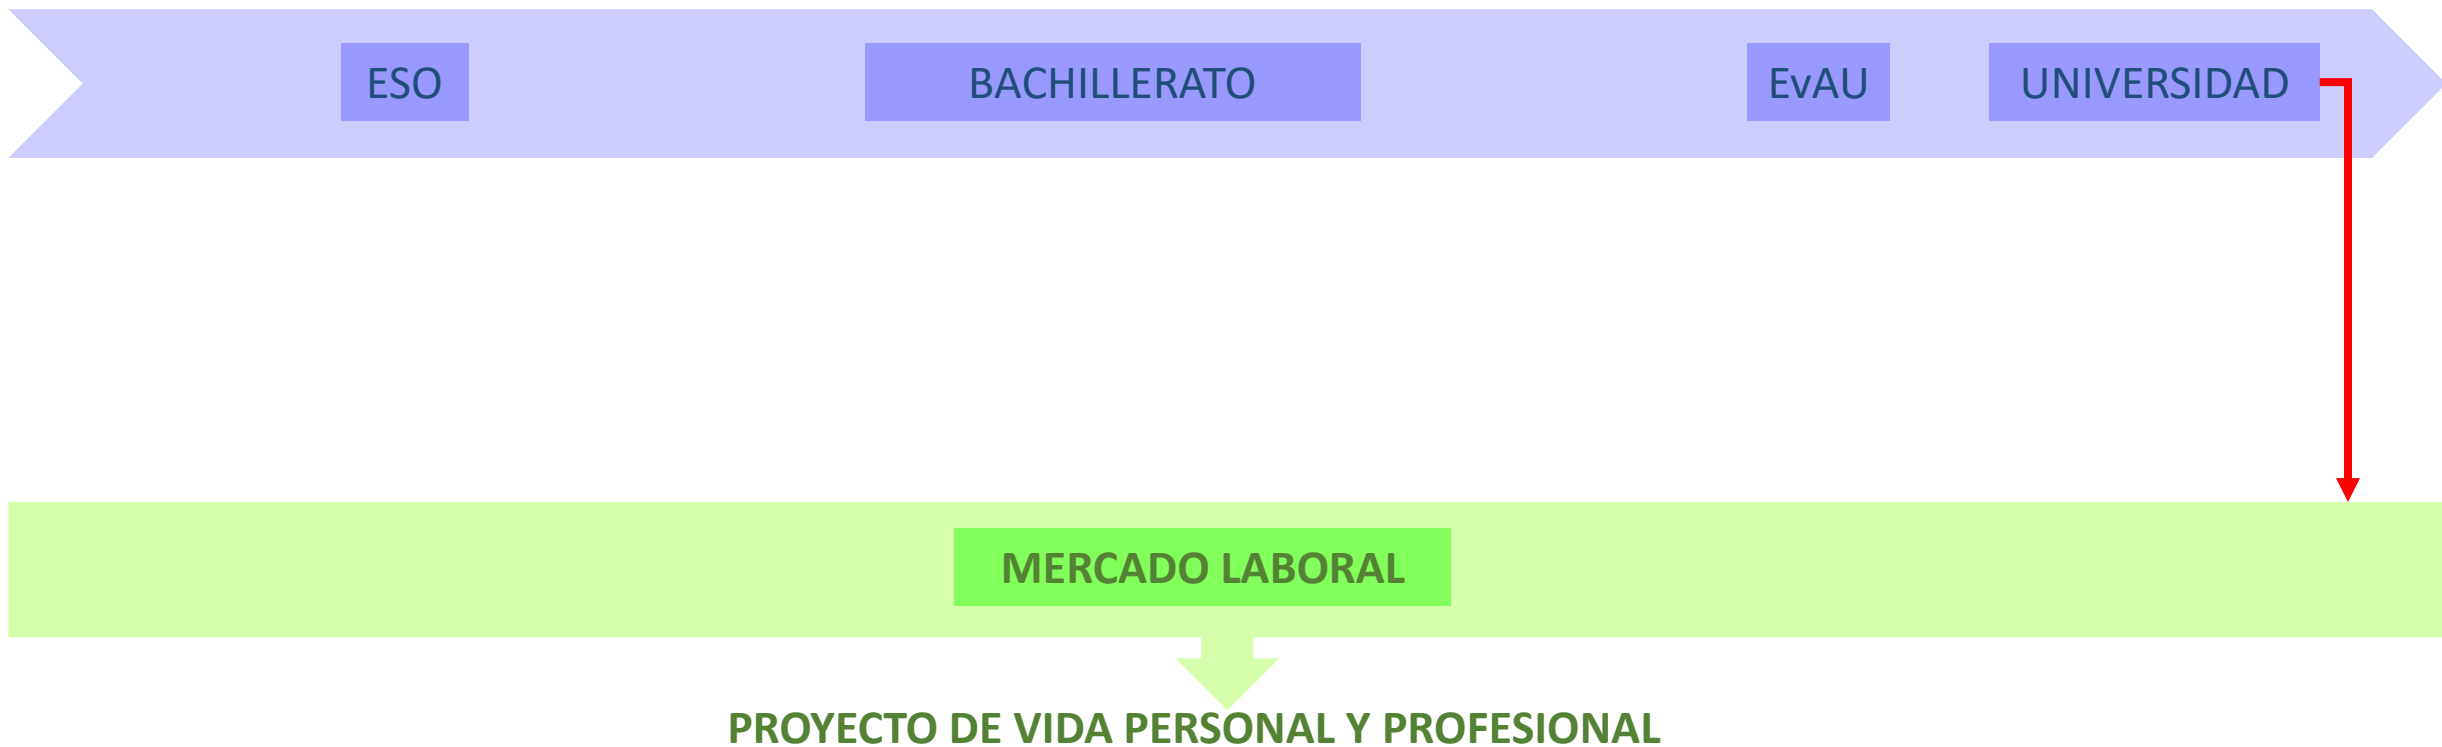 ESO BACHILLERATO EvAU UNIVERSIDAD
MERCADO LABORAL
PROYECTO DE VIDA PERSONAL Y PROFESIONAL